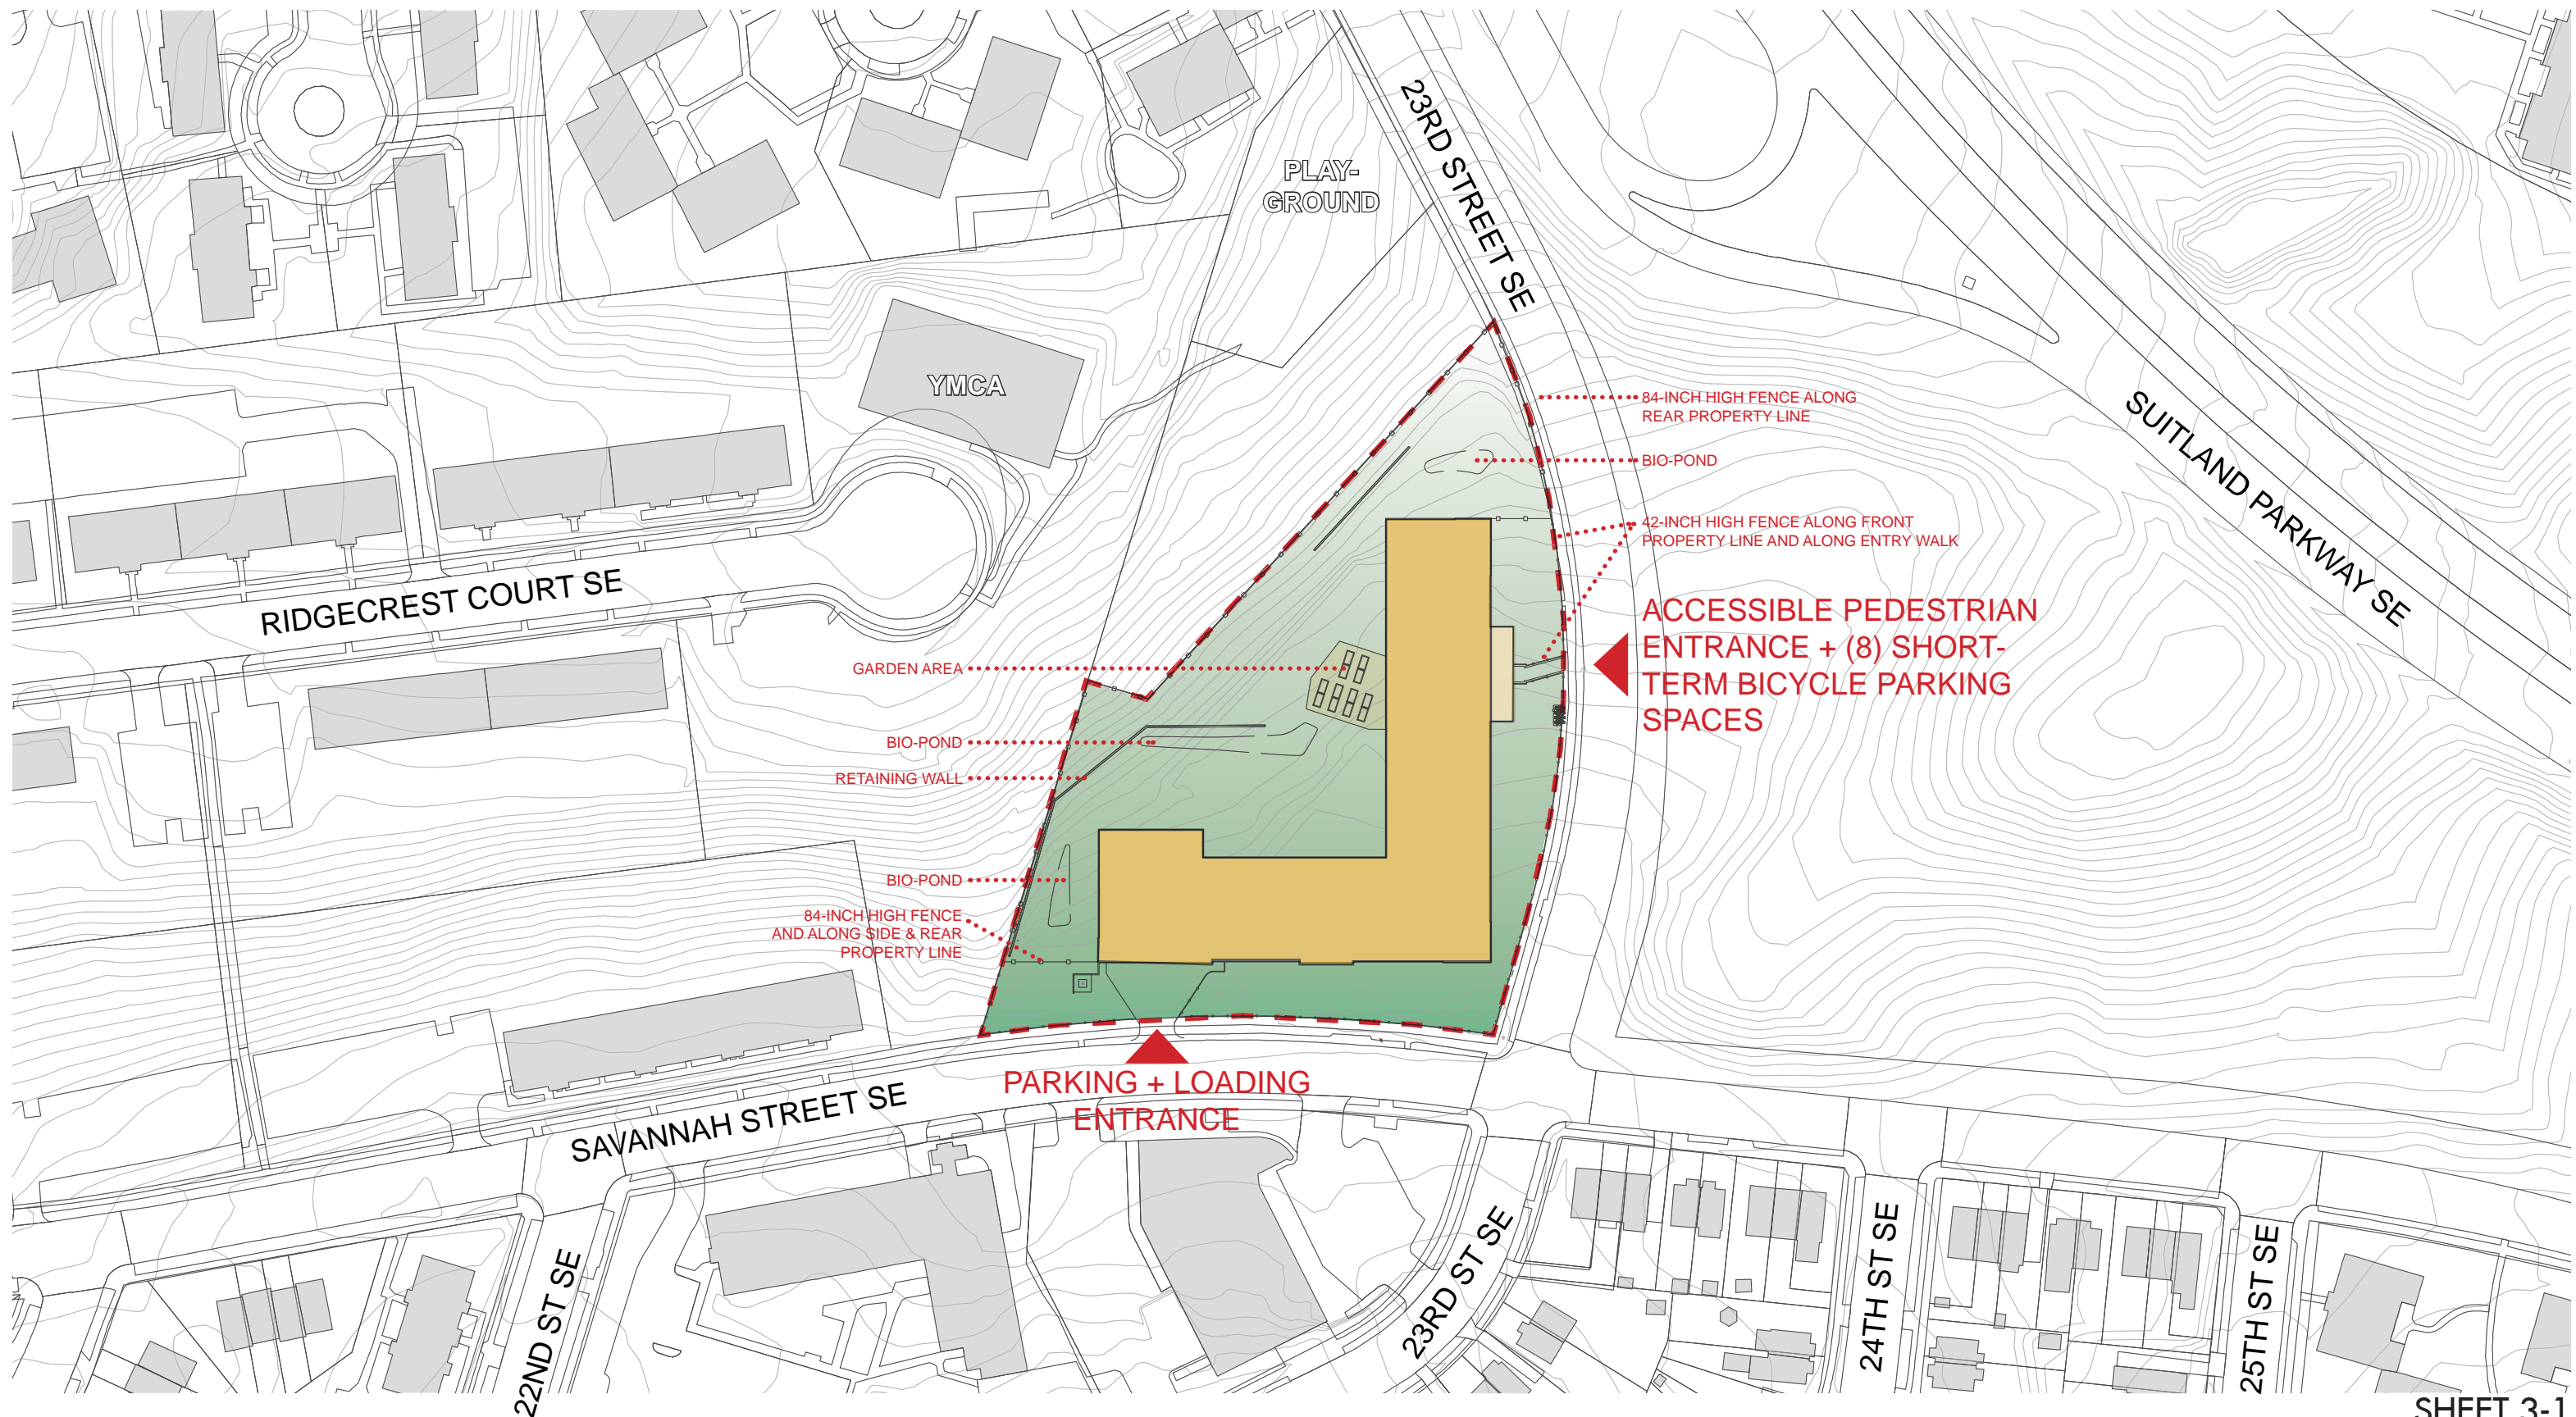 23RD STREET SE
PLAY-
GROUND
YMCA
84-INCH HIGH FENCE ALONG
REAR PROPERTY LINE
SUITLAND PARKWAY SE
BIO-POND
42-INCH HIGH FENCE ALONG FRONT
PROPERTY LINE AND ALONG ENTRY WALK
RIDGECREST COURT SE
ACCESSIBLE PEDESTRIAN
ENTRANCE + (8) SHORT-
TERM BICYCLE PARKING
SPACES
GARDEN AREA
BIO-POND
RETAINING WALL
BIO-POND
84-INCH HIGH FENCE
AND ALONG SIDE & REAR
PROPERTY LINE
PARKING + LOADING
ENTRANCE
SAVANNAH STREET SE
22ND ST SE
23RD ST SE
24TH ST SE
25TH ST SE
SHEET 3-1